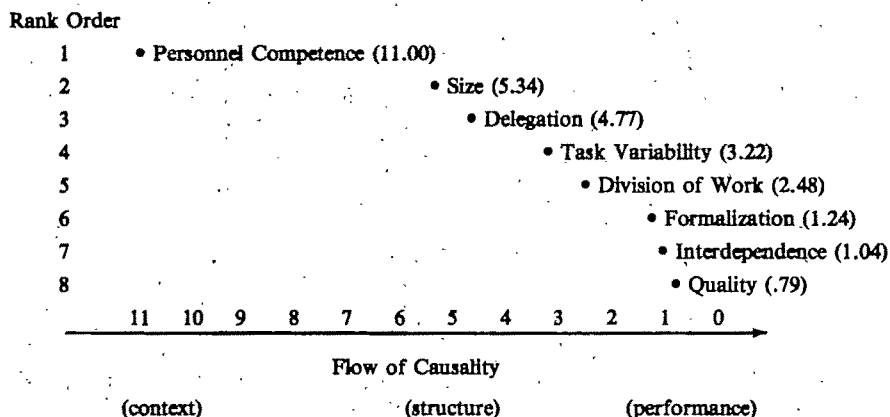 Rank Order
1 • Personnel Competence (11.00)
2 • Size (5.34)
3 • Delegation (4.77)
4 • Task Variability (3.22)
5 • Division of Work (2.48)
6 • Formalization (1.24)
7 • Interdependence (1.04)
8 • Quality (.79)
11 10 9 8 7 6 5 4 3 2 1 0
Flow of Causality
(context) (structure) (performance)